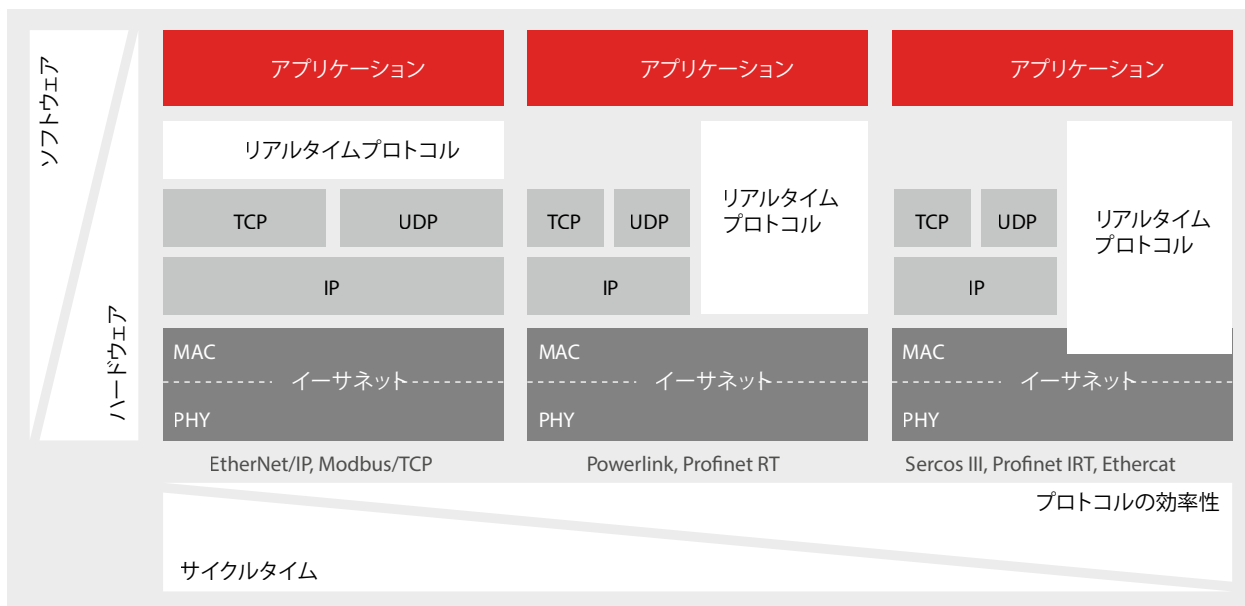 ソフトウェア
ハードウェア
アプリケーション
リアルタイムプロトコル
TCP
UDP
IP
MAC
イーサネット
PHY
EtherNet/IP, Modbus/TCP
アプリケーション
リアルタイム
プロトコル
TCP
UDP
IP
MAC
イーサネット
PHY
Powerlink, Profinet RT
アプリケーション
リアルタイム
プロトコル
TCP
UDP
IP
MAC
イーサネット
PHY
Sercos III, Profinet IRT, Ethercat
プロトコルの効率性
サイクルタイム